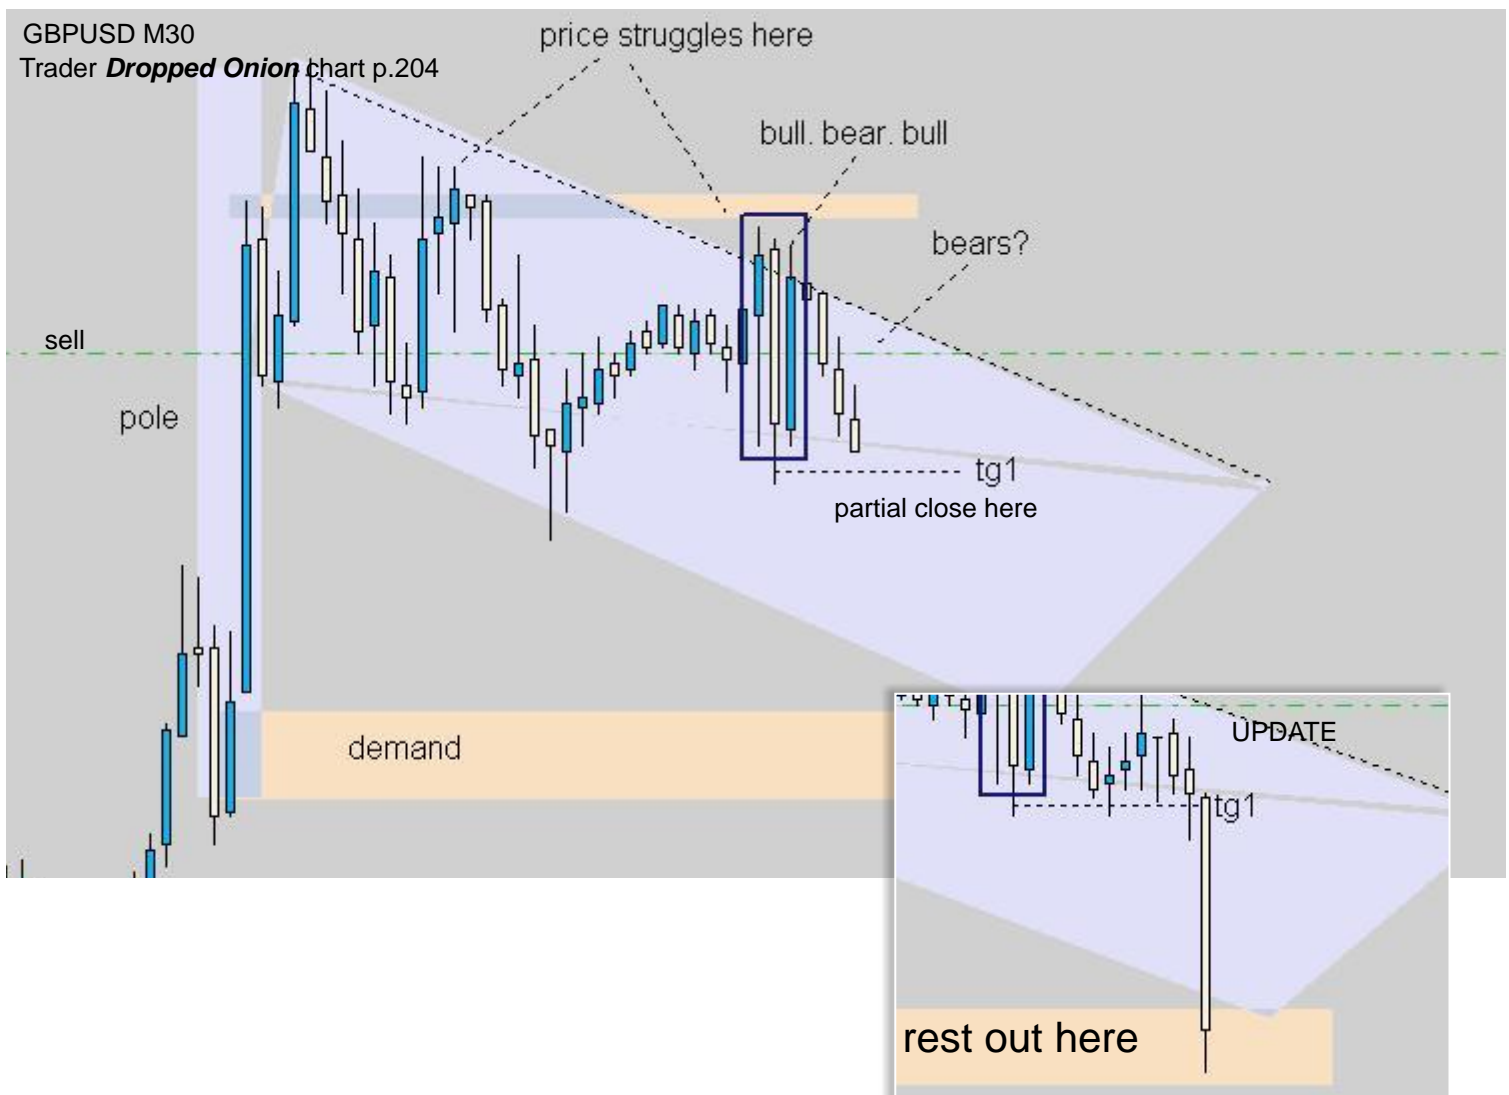 GBPUSD M30
Trader Dropped Onion chart p.204
price struggles here
bull. bear. bull
bears?
sell
pole
tg1
partial close here
demand
UPDATE
tg1
rest out here